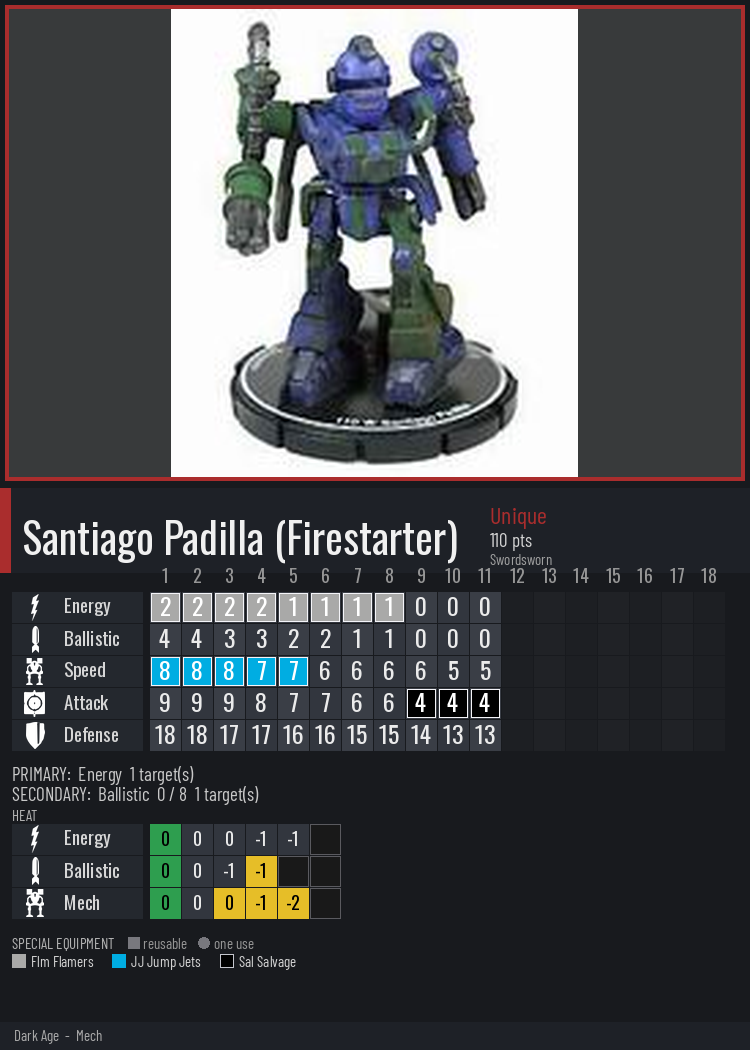 Santiago Padilla (Firestarter)
Unique
110 pts
Swordsworn
1 2 3 4 5 6 7 8 9 10 11 12 13 14 15 16 17 18
Energy 2 2 2 2 1 1 1 1 0 0 0
Ballistic 4 4 3 3 2 2 1 1 0 0 0
Speed 8 8 8 7 7 6 6 6 6 5 5
Attack 9 9 9 8 7 7 6 6 4 4 4
Defense 18 18 17 17 16 16 15 15 14 13 13
PRIMARY: Energy 1 target(s)
SECONDARY: Ballistic 0 / 8 1 target(s)
HEAT
Energy 0 0 0 -1 -1
Ballistic 0 0 -1 -1
Mech 0 0 0 -1 -2
SPECIAL EQUIPMENT reusable one use
Flm Flamers JJ Jump Jets Sal Salvage
Dark Age - Mech